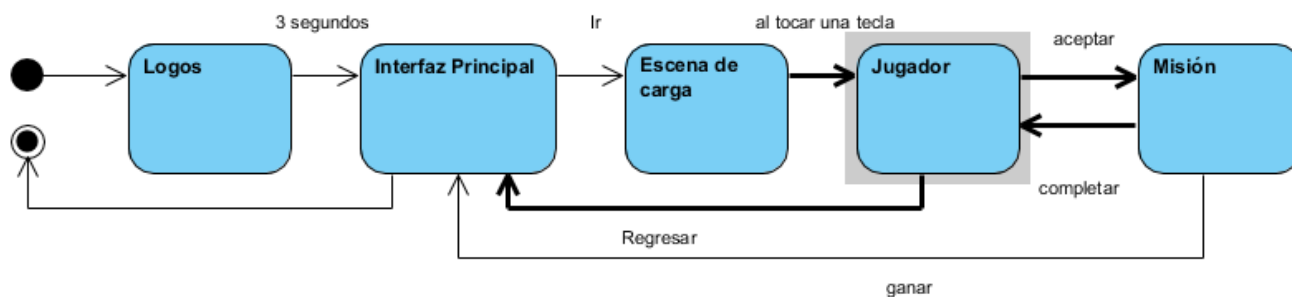 3 segundos
Ir
al tocar una tecla
aceptar
Logos
Interfaz Principal
Escena de
carga
Jugador
Misión
completar
Regresar
ganar